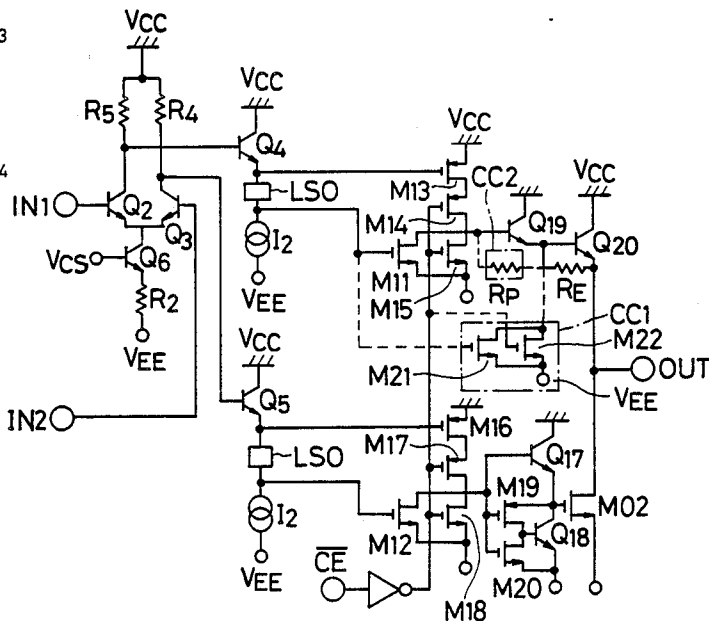 3
4
VCC
R5
R4
VCC
Q4
LSO
IN1
Q2
Q3
Q6
VCS
R2
VEE
I2
VEE
VCC
M13
CC2
M14
Q19
VCC
Q20
M11
M15
RP
RE
CC1
M22
M21
OUT
VEE
VCC
Q5
IN2
LSO
I2
VEE
M16
M17
Q17
M19
M12
Q18
M02
CE
M20
M18